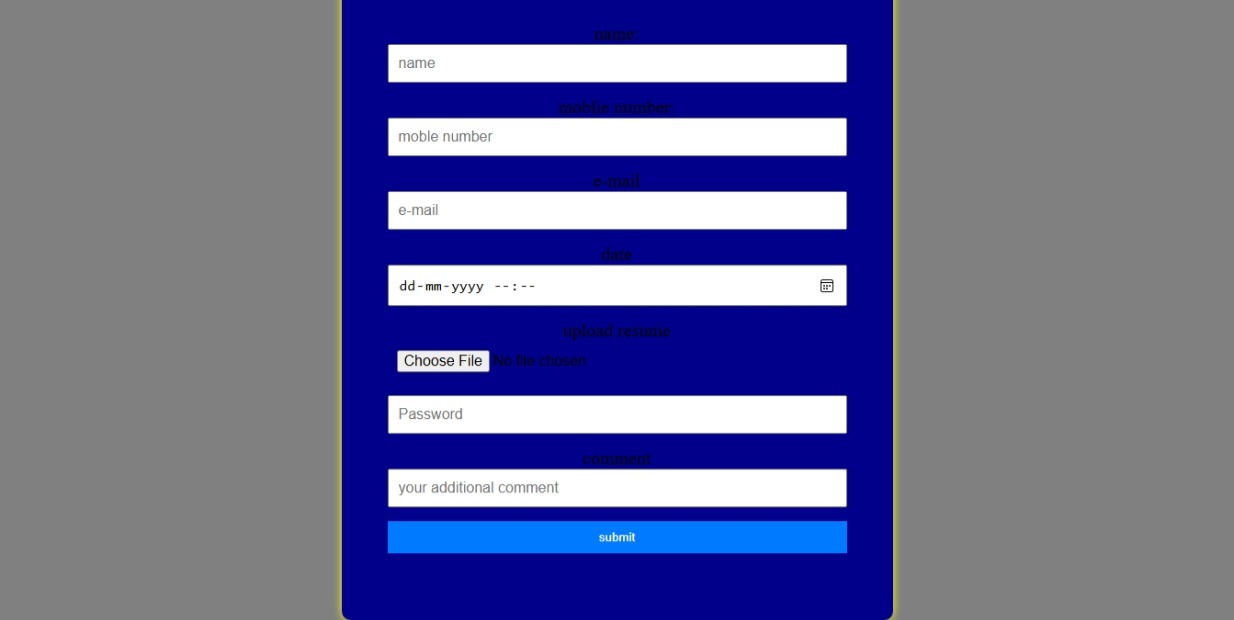 name:
name
moblie number:
moble number
e-mail
e-mail
date
dd-mm-yyyy --:--
upload resume
Choose File No file chosen
Password
comment
your additional comment
submit